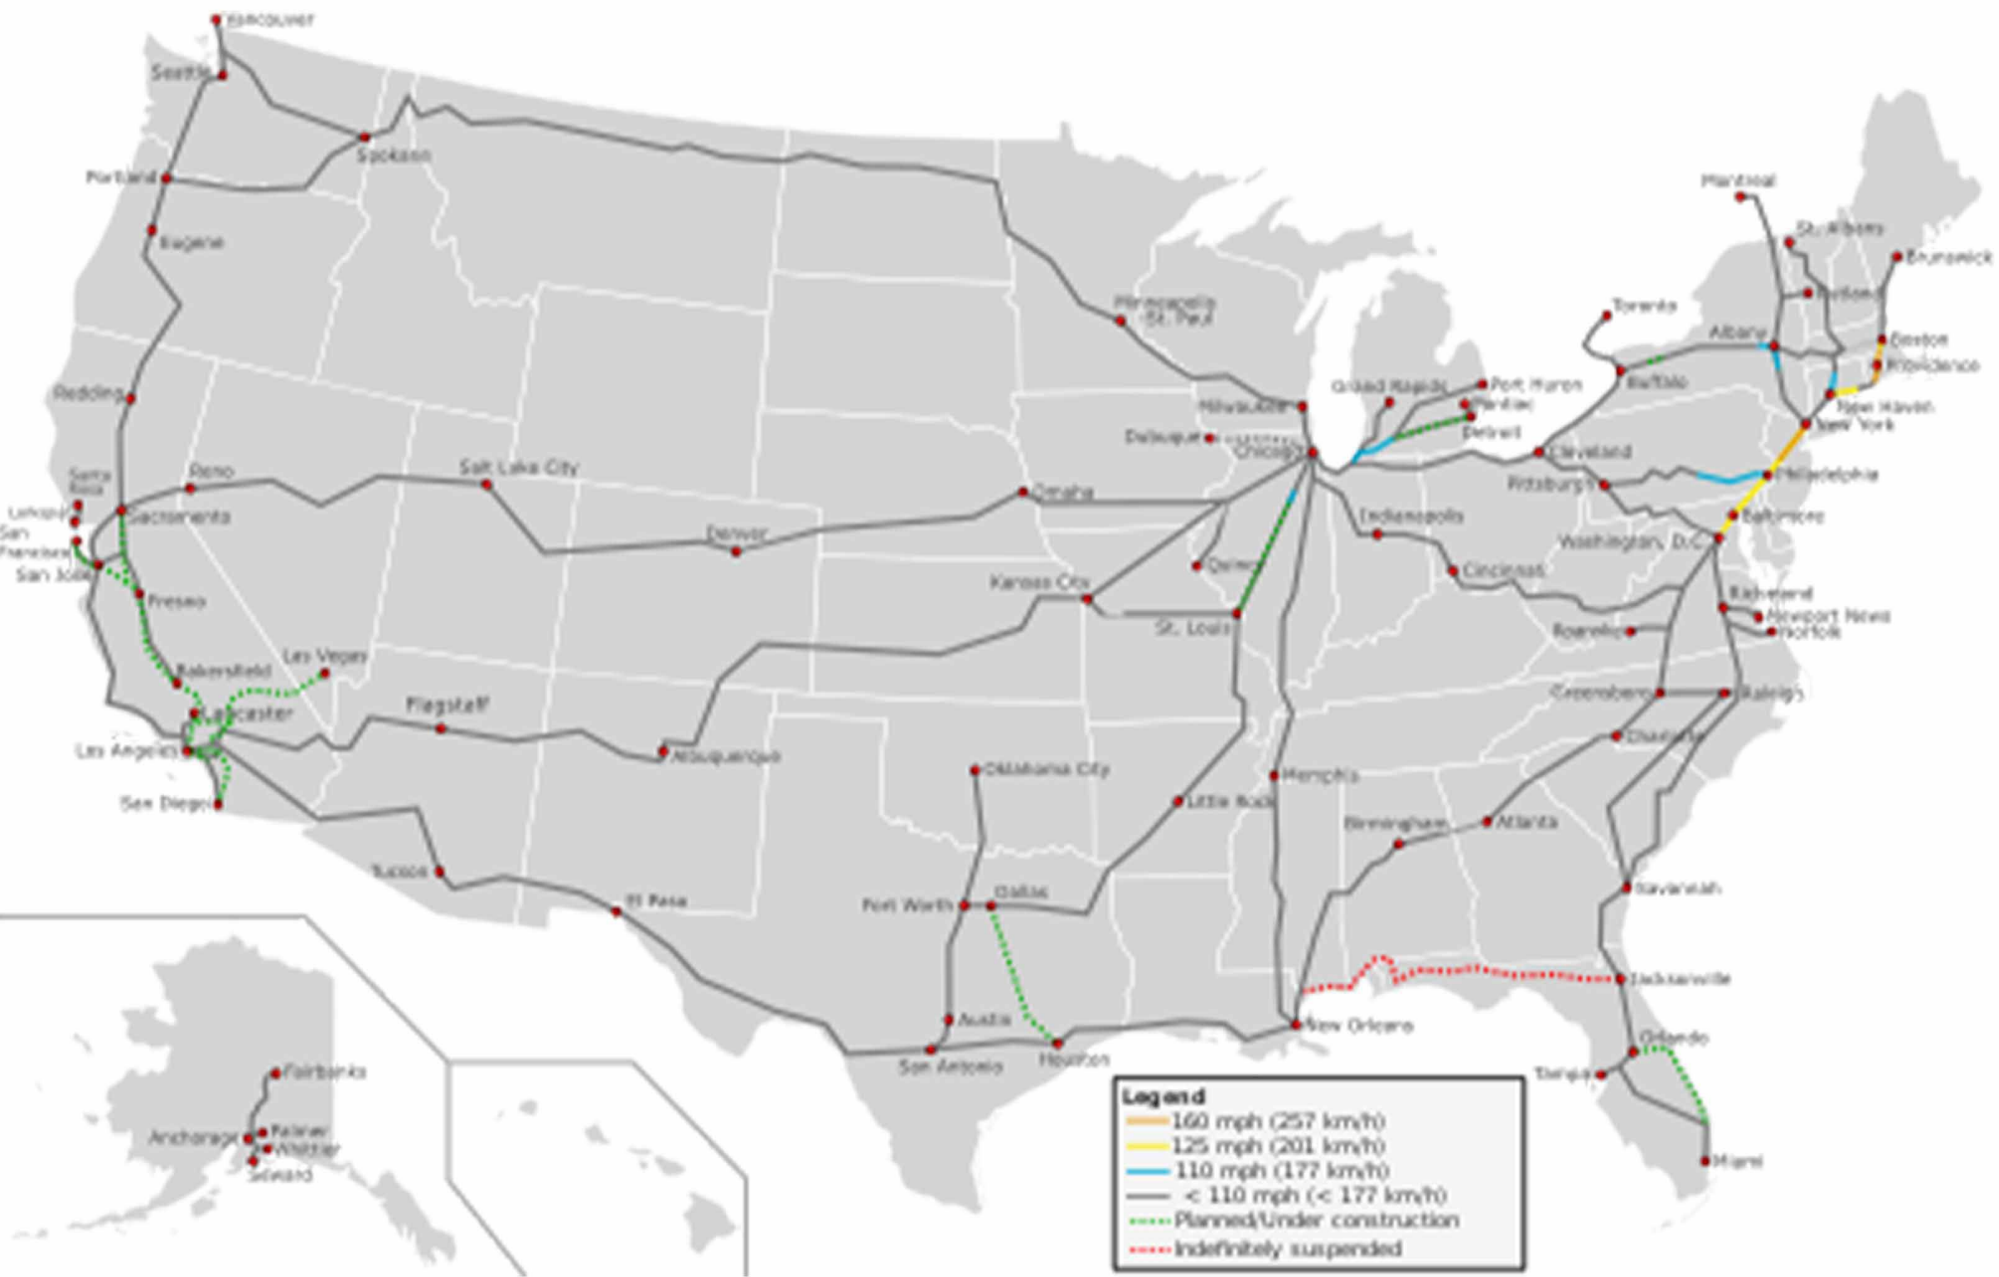 Vancouver
Seattle
Spokane
Portland
Eugene
Redding
Santa
Rosa
Reno
Salt Lake City
Sacramento
San
Francisco
San Jose
Fresno
Denver
Omaha
Kansas City
Las Vegas
Bakersfield
Lancaster
Flagstaff
Los Angeles
Albuquerque
San Diego
Tucson
El Paso
Oklahoma City
Fort Worth
Dallas
Austin
San Antonio
Houston
Minneapolis
St. Paul
Milwaukee
Dubuque
Chicago
Grand Rapids
Port Huron
Pontiac
Detroit
Quincy
St. Louis
Indianapolis
Cincinnati
Little Rock
Memphis
Birmingham
Atlanta
New Orleans
Montreal
St. Albans
Brunswick
Rutland
Toronto
Albany
Boston
Buffalo
Providence
New Haven
New York
Cleveland
Pittsburgh
Philadelphia
Baltimore
Washington, D.C.
Richmond
Newport News
Norfolk
Roanoke
Greensboro
Raleigh
Charlotte
Savannah
Jacksonville
Orlando
Tampa
Miami
Fairbanks
Anchorage
Palmer
Whittier
Seward
Legend
160 mph (257 km/h)
125 mph (201 km/h)
110 mph (177 km/h)
< 110 mph (< 177 km/h)
Planned/Under construction
Indefinitely suspended